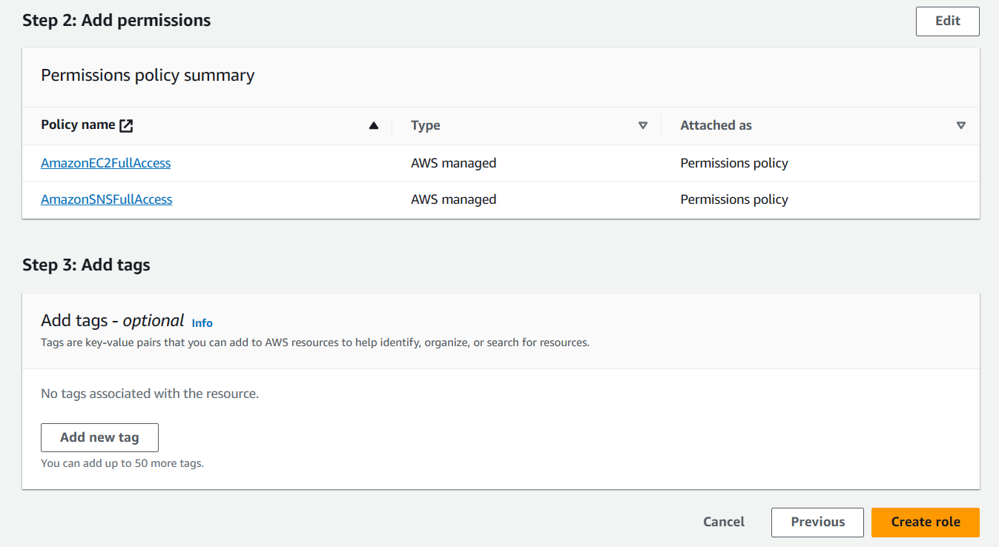 Step 2: Add permissions
Edit
Permissions policy summary
Policy name
Type
Attached as
AmazonEC2FullAccess
AWS managed
Permissions policy
AmazonSNSFullAccess
AWS managed
Permissions policy
Step 3: Add tags
Add tags - optional Info
Tags are key-value pairs that you can add to AWS resources to help identify, organize, or search for resources.
No tags associated with the resource.
Add new tag
You can add up to 50 more tags.
Cancel
Previous
Create role